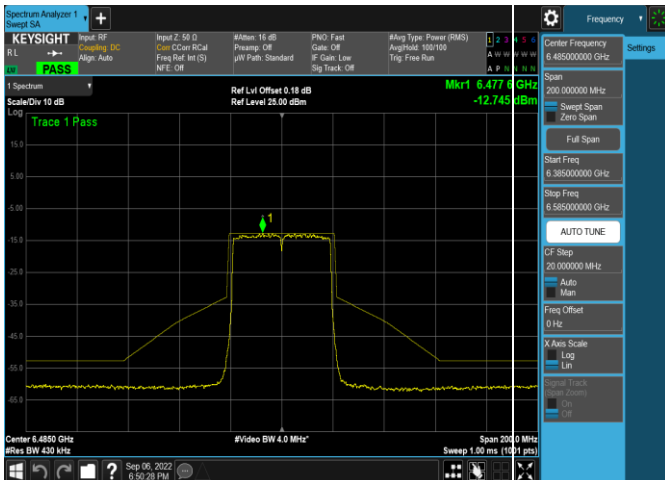 Spectrum Analyzer 1
Swept SA
Frequency
KEYSIGHT
RL
LV
PASS
Input: RF
Coupling: DC
Align: Auto
Input Z: 50 Ω
Corr CCorr RCal
Freq Ref: Int (S)
NFE: Off
#Atten: 16 dB
Preamp: Off
µW Path: Standard
PNO: Fast
Gate: Off
IF Gain: Low
Sig Track: Off
#Avg Type: Power (RMS)
Avg|Hold: 100/100
Trig: Free Run
1 2 3 4 5 6
A W W W W W
A P N N N N
1 Spectrum
Scale/Div 10 dB
Ref Lvl Offset 0.18 dB
Ref Level 25.00 dBm
Mkr1 6.477 6 GHz
-12.745 dBm
Log
Trace 1 Pass
15.0
5.00
-5.00
-15.0
-25.0
-35.0
-45.0
-55.0
-65.0
1
Center 6.4850 GHz
#Res BW 430 kHz
#Video BW 4.0 MHz*
Span 200.0 MHz
Sweep 1.00 ms (1001 pts)
Sep 06, 2022
6:50:28 PM
Center Frequency
6.485000000 GHz
Settings
Span
200.000000 MHz
Swept Span
Zero Span
Full Span
Start Freq
6.385000000 GHz
Stop Freq
6.585000000 GHz
AUTO TUNE
CF Step
20.000000 MHz
Auto
Man
Freq Offset
0 Hz
X Axis Scale
Log
Lin
Signal Track
(Span Zoom)
On
Off